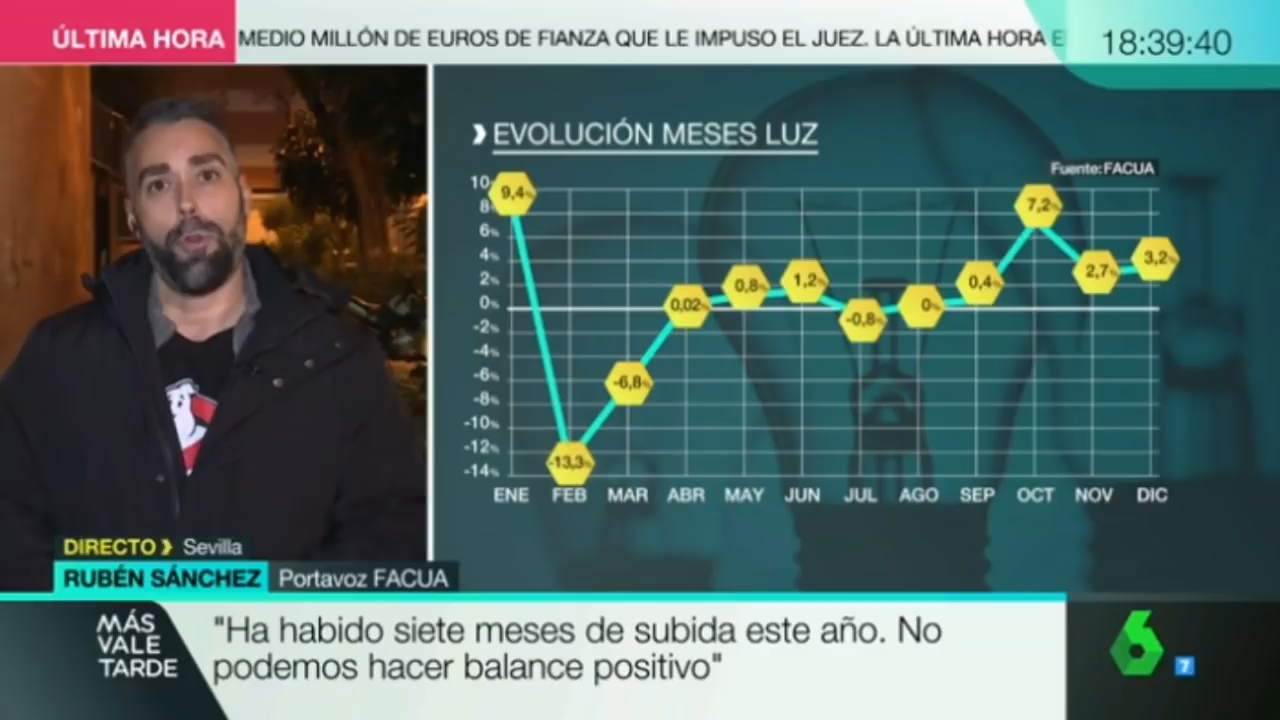 ÚLTIMA HORA
MEDIO MILLÓN DE EUROS DE FIANZA QUE LE IMPUSO EL JUEZ. LA ÚLTIMA HORA E
18:39:40
EVOLUCIÓN MESES LUZ
Fuente:FACUA
10
8%
6%
4%
2%
0%
-2%
-4%
-6%
-8%
-10%
-12%
-14%
9,4%
-13,3%
-6,8%
0,02%
0,8%
1,2%
-0,8%
0%
0,4%
7,2%
2,7%
3,2%
ENE FEB MAR ABR MAY JUN JUL AGO SEP OCT NOV DIC
DIRECTO Sevilla
RUBÉN SÁNCHEZ Portavoz FACUA
MÁS
VALE
TARDE
"Ha habido siete meses de subida este año. No
podemos hacer balance positivo"
6
7